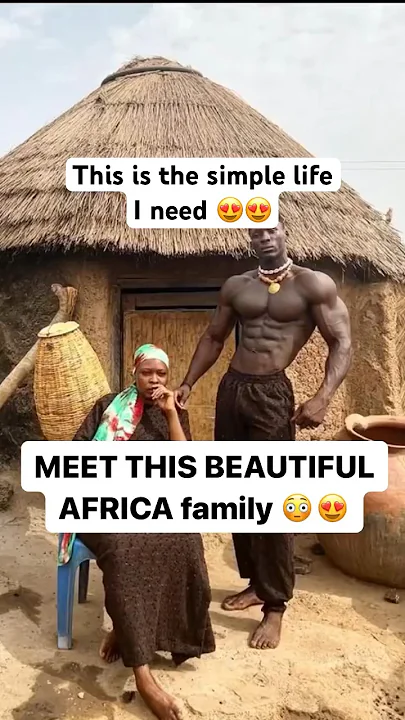 This is the simple life
I need 😍😍
MEET THIS BEAUTIFUL
AFRICA family 😳😍